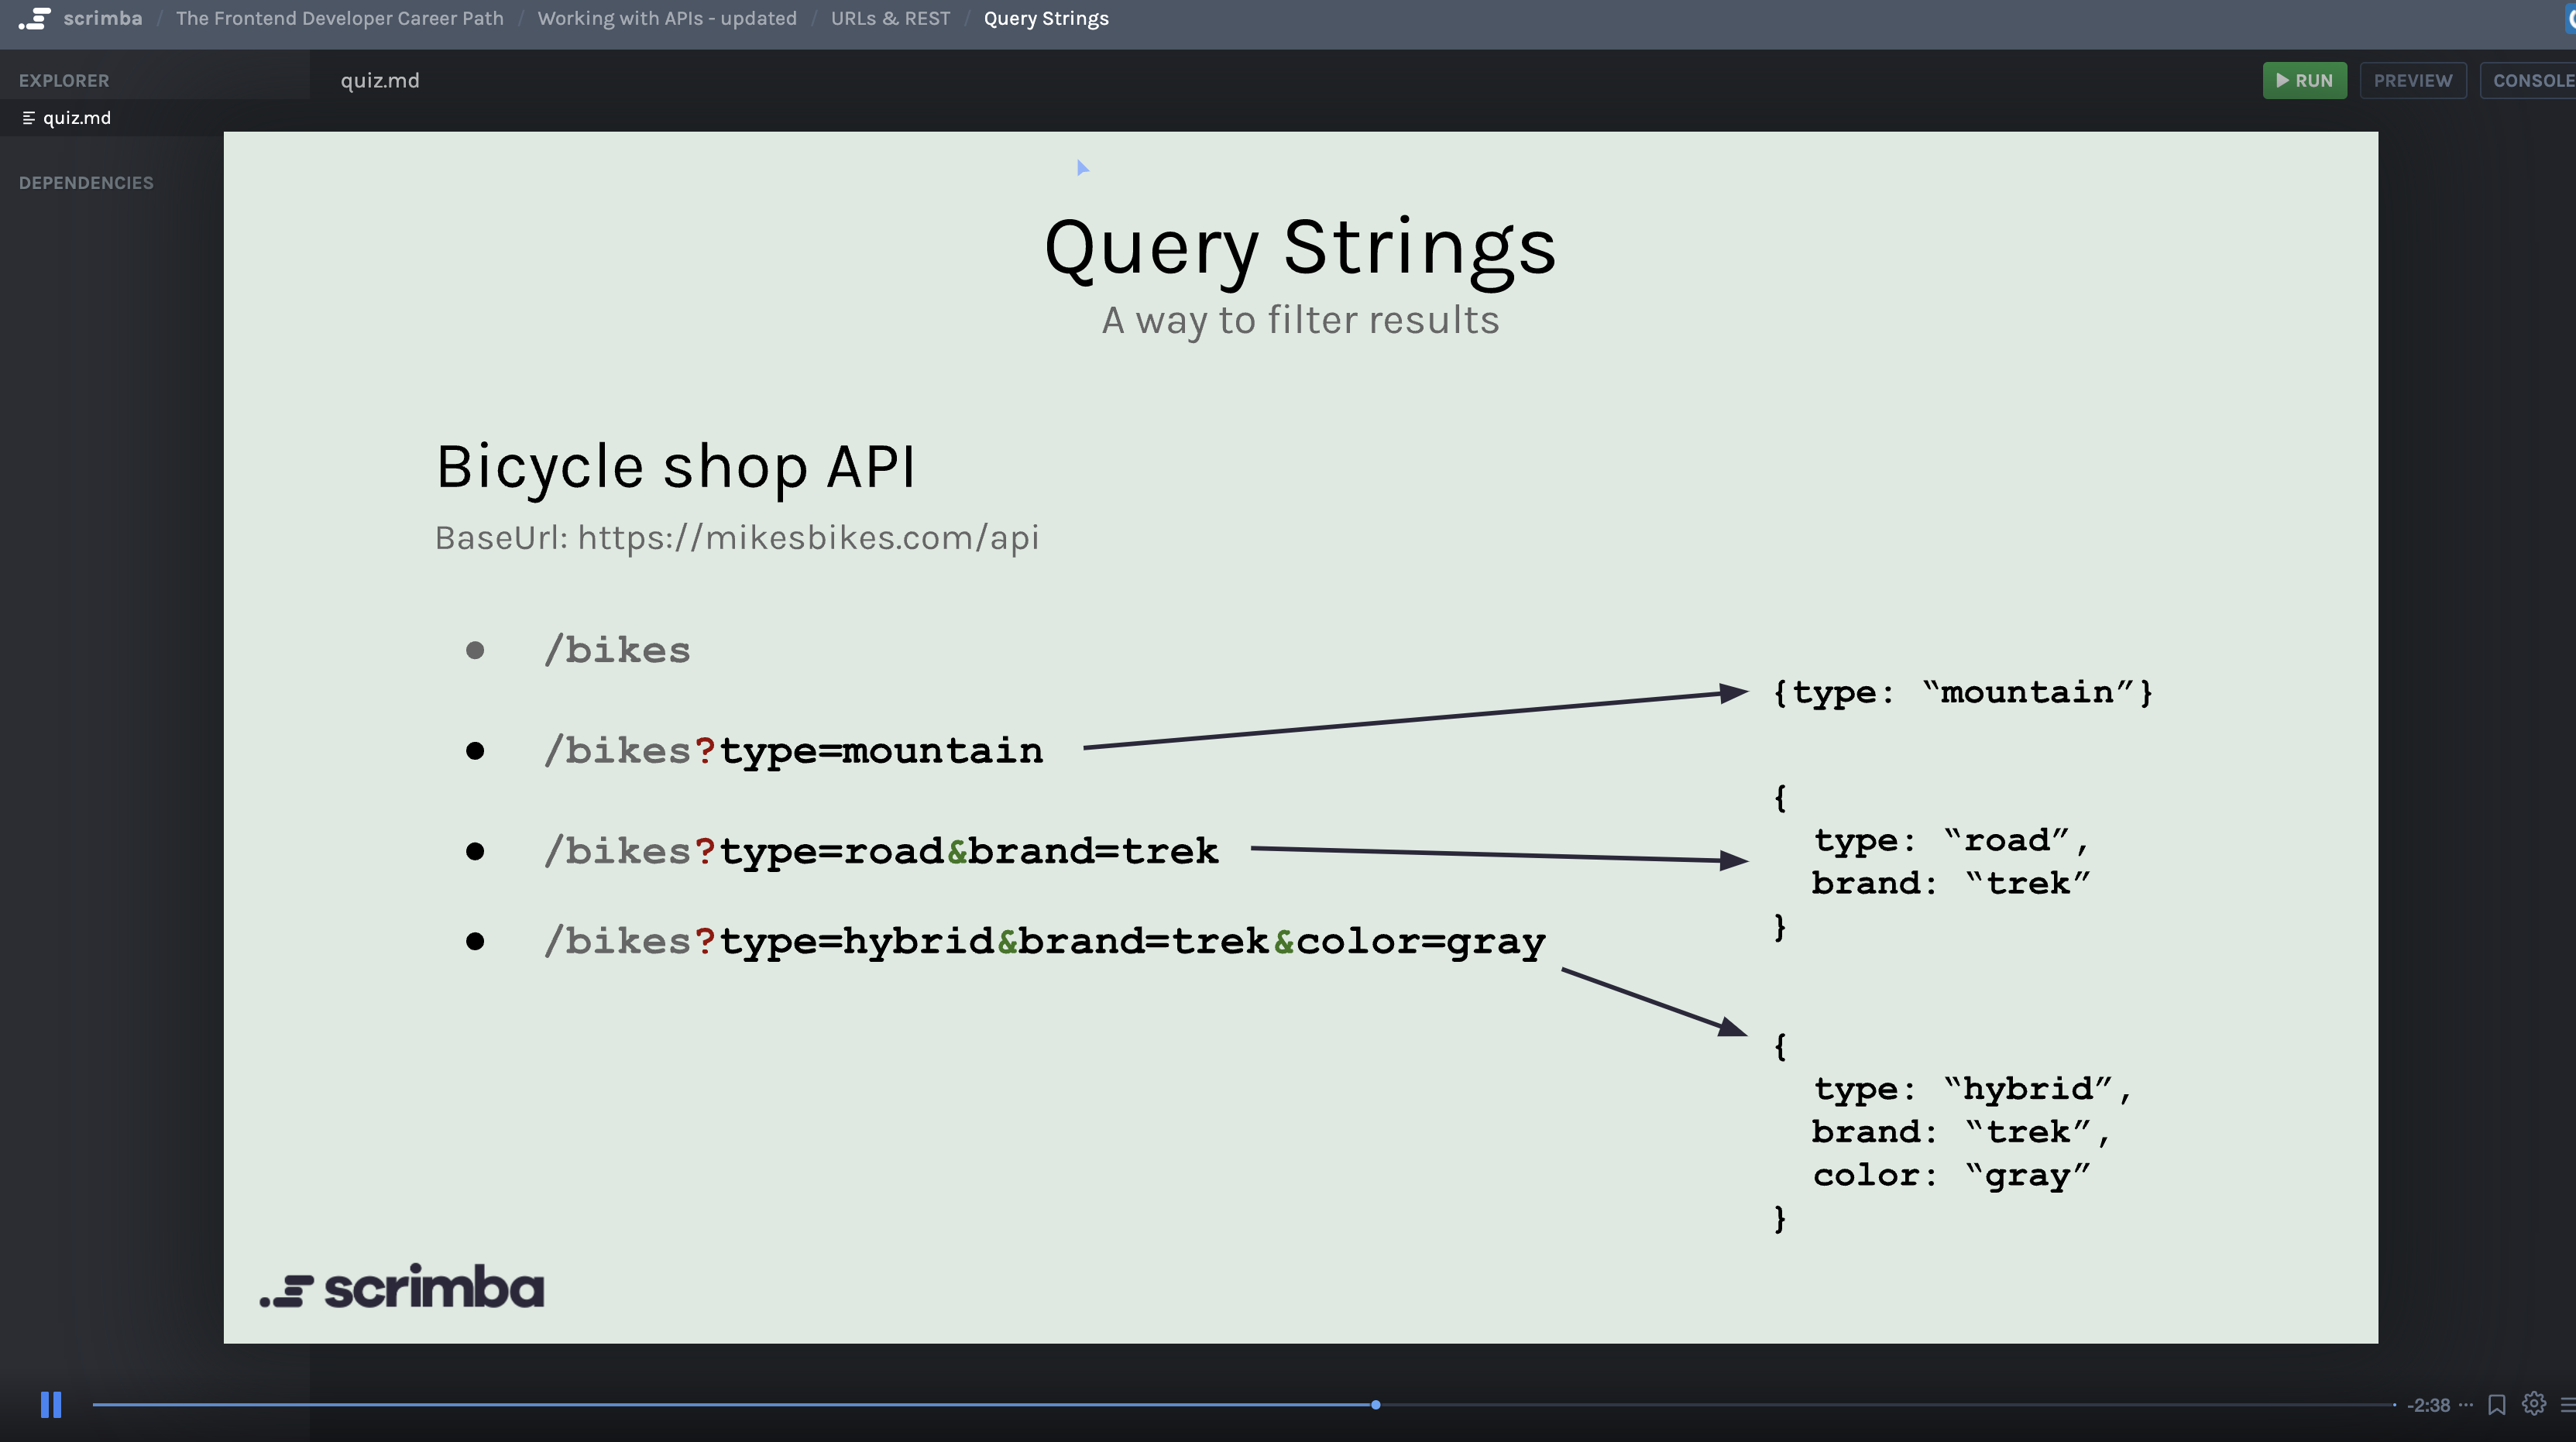 scrimba / The Frontend Developer Career Path / Working with APIs - updated / URLs & REST / Query Strings
EXPLORER
quiz.md
RUN
PREVIEW
CONSOLE
quiz.md
DEPENDENCIES
Query Strings
A way to filter results
Bicycle shop API
BaseUrl: https://mikesbikes.com/api
● /bikes
● /bikes?type=mountain
● /bikes?type=road&brand=trek
● /bikes?type=hybrid&brand=trek&color=gray
{type: “mountain”}
{
type: “road”,
brand: “trek”
}
{
type: “hybrid”,
brand: “trek”,
color: “gray”
}
scrimba
-2:38